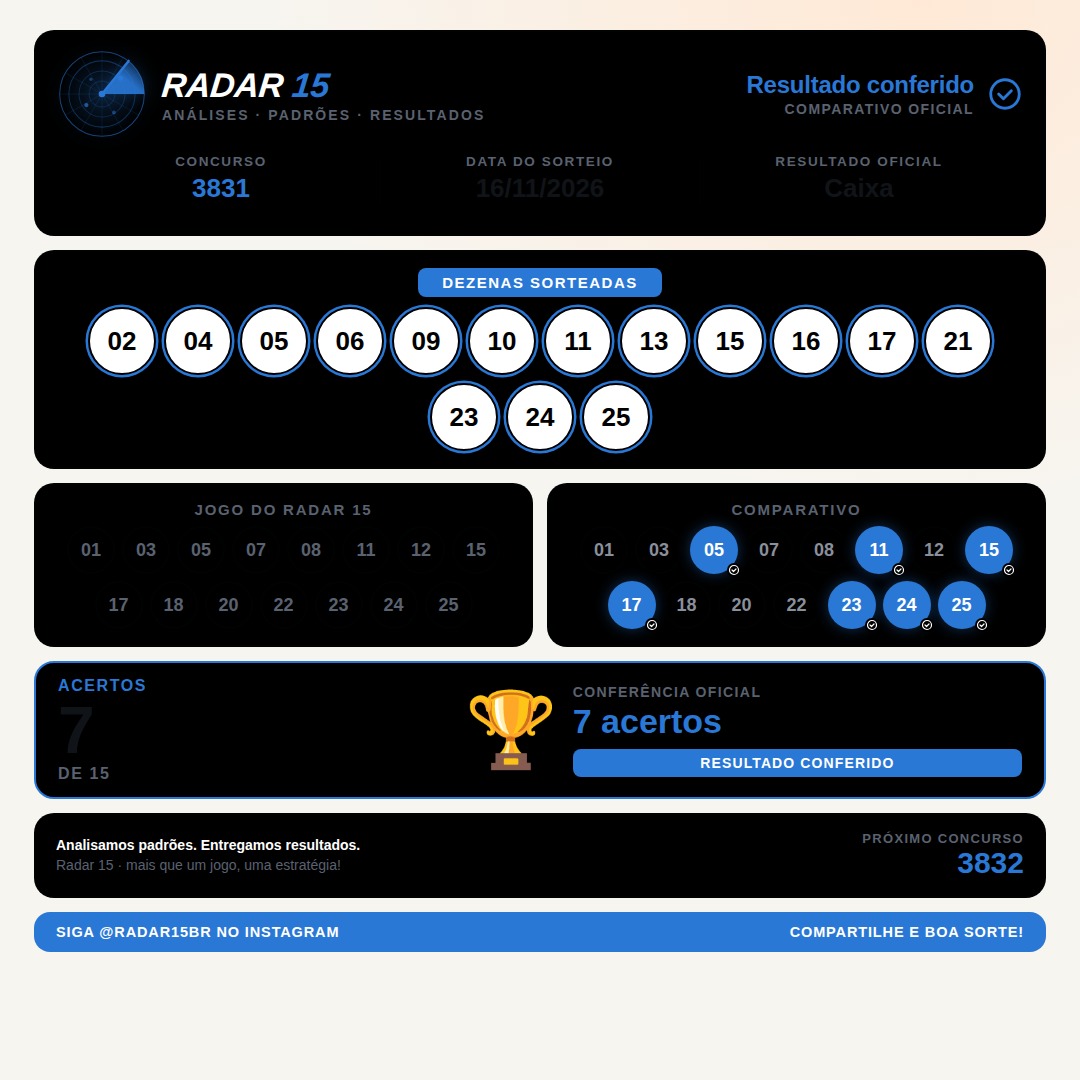 RADAR 15
ANÁLISES · PADRÕES · RESULTADOS
Resultado conferido
COMPARATIVO OFICIAL
CONCURSO
3831
DATA DO SORTEIO
16/11/2026
RESULTADO OFICIAL
Caixa
DEZENAS SORTEADAS
02 04 05 06 09 10 11 13 15 16 17 21
23 24 25
JOGO DO RADAR 15
01 03 05 07 08 11 12 15
17 18 20 22 23 24 25
COMPARATIVO
01 03 05 07 08 11 12 15
17 18 20 22 23 24 25
ACERTOS
7
DE 15
CONFERÊNCIA OFICIAL
7 acertos
RESULTADO CONFERIDO
Analisamos padrões. Entregamos resultados.
Radar 15 · mais que um jogo, uma estratégia!
PRÓXIMO CONCURSO
3832
SIGA @RADAR15BR NO INSTAGRAM
COMPARTILHE E BOA SORTE!